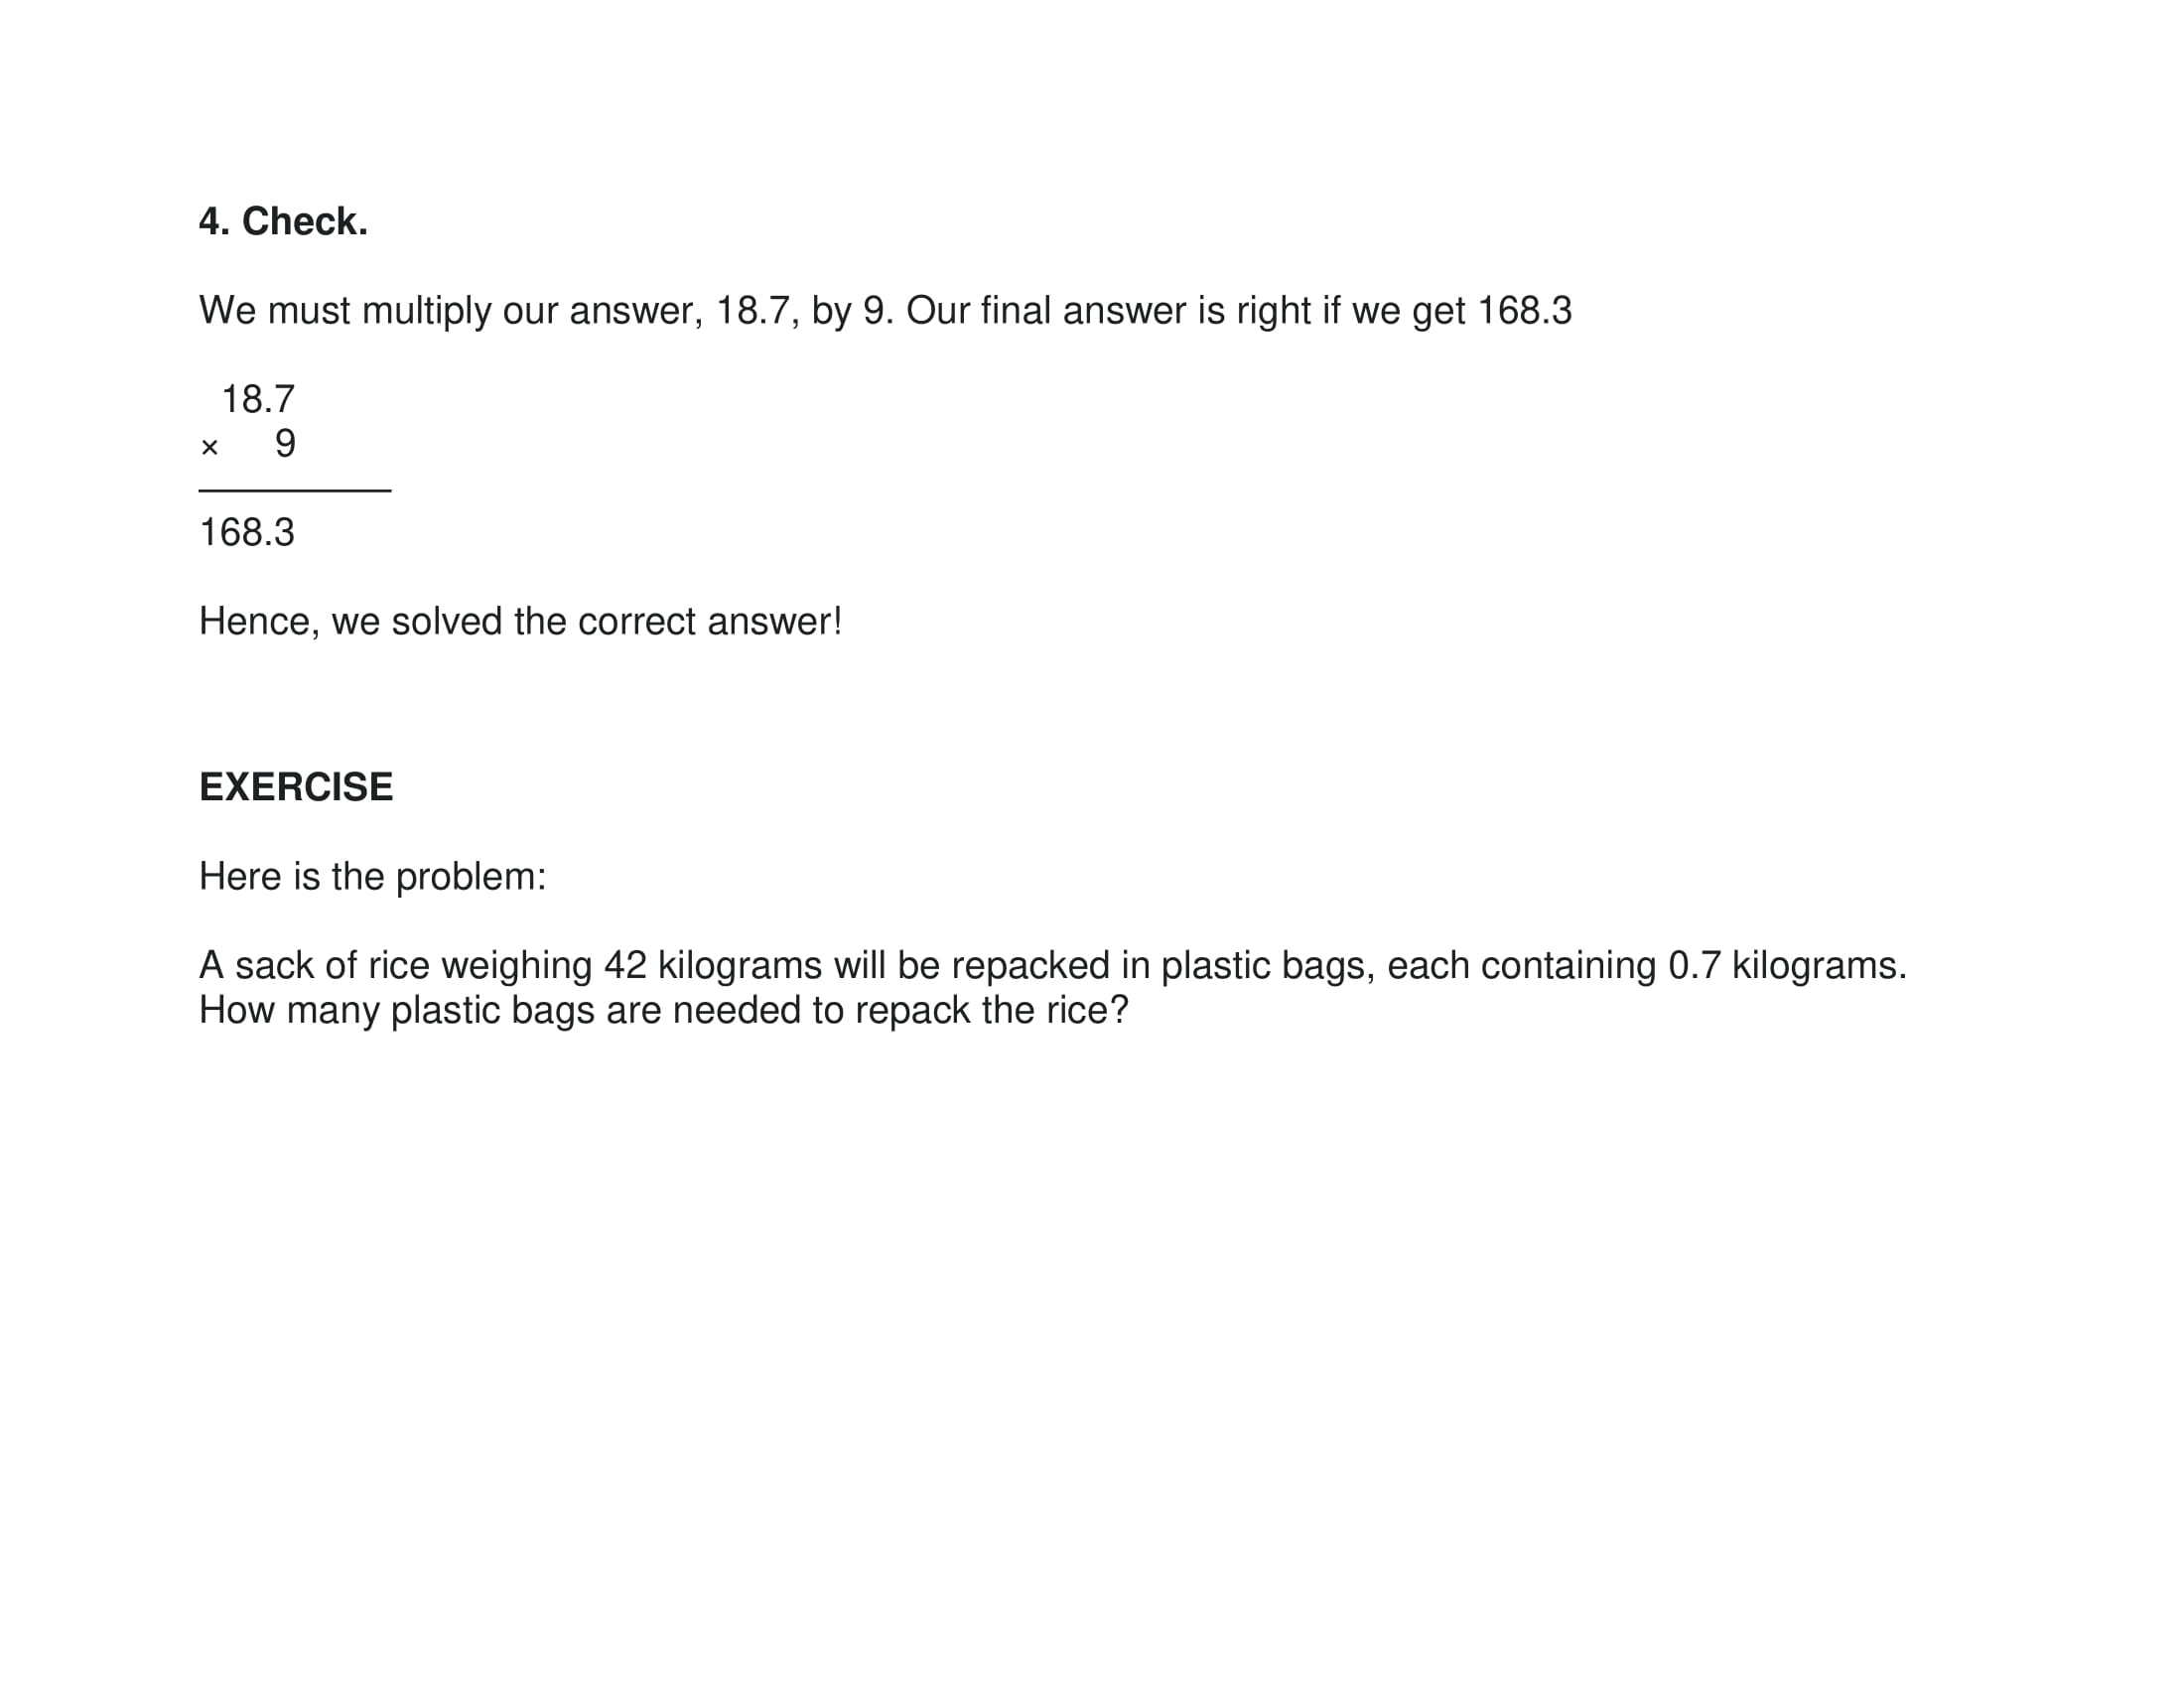 4. Check.
We must multiply our answer, 18.7, by 9. Our final answer is right if we get 168.3
18.7
× 9
168.3
Hence, we solved the correct answer!
EXERCISE
Here is the problem:
A sack of rice weighing 42 kilograms will be repacked in plastic bags, each containing 0.7 kilograms.
How many plastic bags are needed to repack the rice?